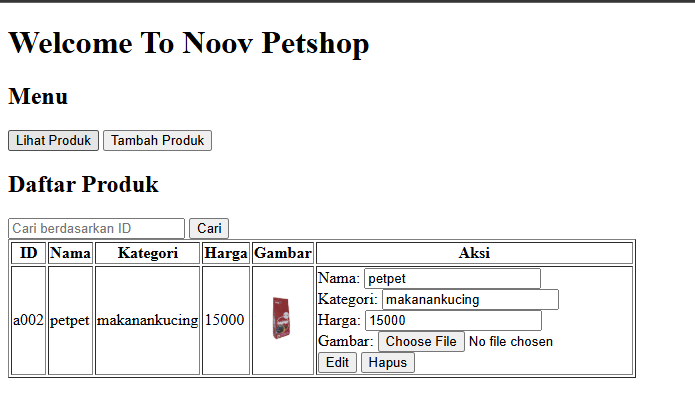 Welcome To Noov Petshop
Menu
Lihat Produk Tambah Produk
Daftar Produk
Cari berdasarkan ID Cari
ID Nama Kategori Harga Gambar Aksi
a002 petpet makanankucing 15000
Nama: petpet
Kategori: makanankucing
Harga: 15000
Gambar: Choose File No file chosen
Edit Hapus